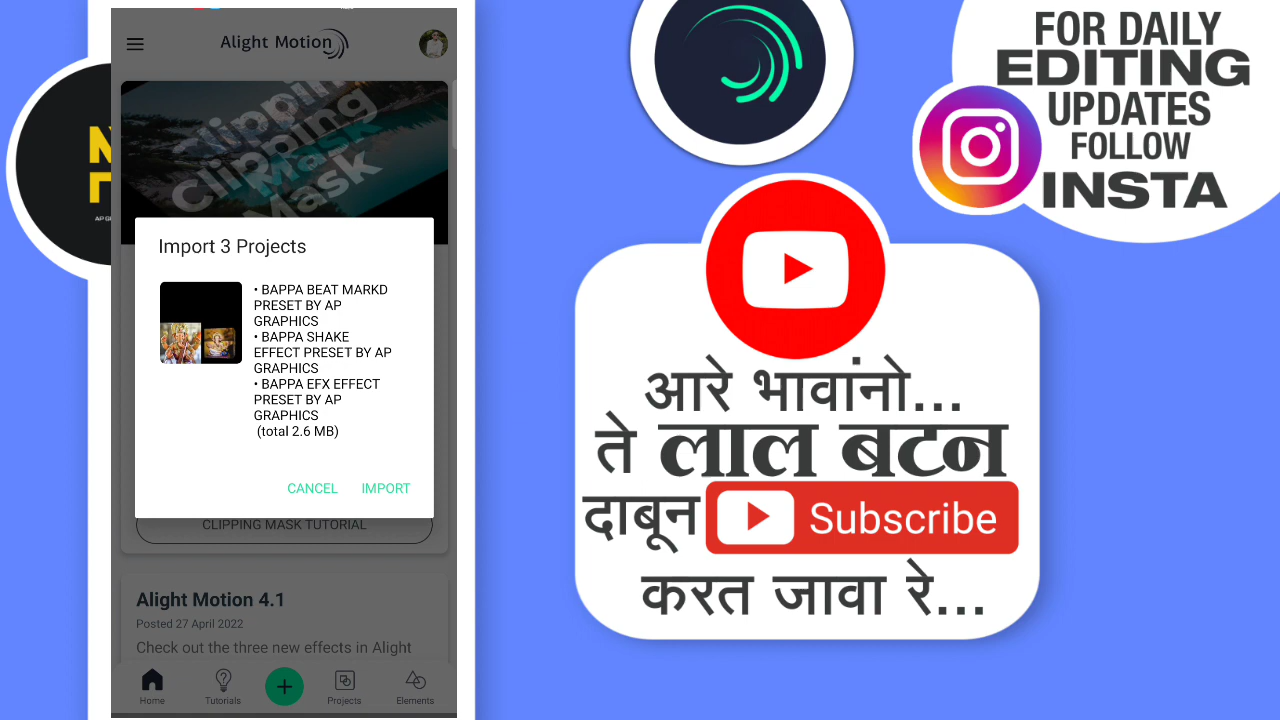 Alight Motion
Clipping
Clipping
Mask
Mask
Import 3 Projects
• BAPPA BEAT MARKD
PRESET BY AP
GRAPHICS
• BAPPA SHAKE
EFFECT PRESET BY AP
GRAPHICS
• BAPPA EFX EFFECT
PRESET BY AP
GRAPHICS
(total 2.6 MB)
CANCEL IMPORT
CLIPPING MASK TUTORIAL
Alight Motion 4.1
Posted 27 April 2022
Check out the three new effects in Alight
Home Tutorials Projects Elements
FOR DAILY
EDITING
UPDATES
FOLLOW
INSTA
आरे भावांनो...
ते लाल बटन
दाबून Subscribe
करत जावा रे...